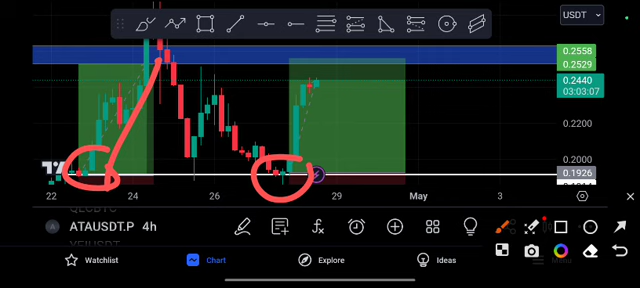 USDT
0.2558
0.2529
0.2440
03:03:07
0.2200
0.2000
0.1926
22 24 26 29 May 3
ATAUSDT.P 4h
Watchlist Chart Explore Ideas